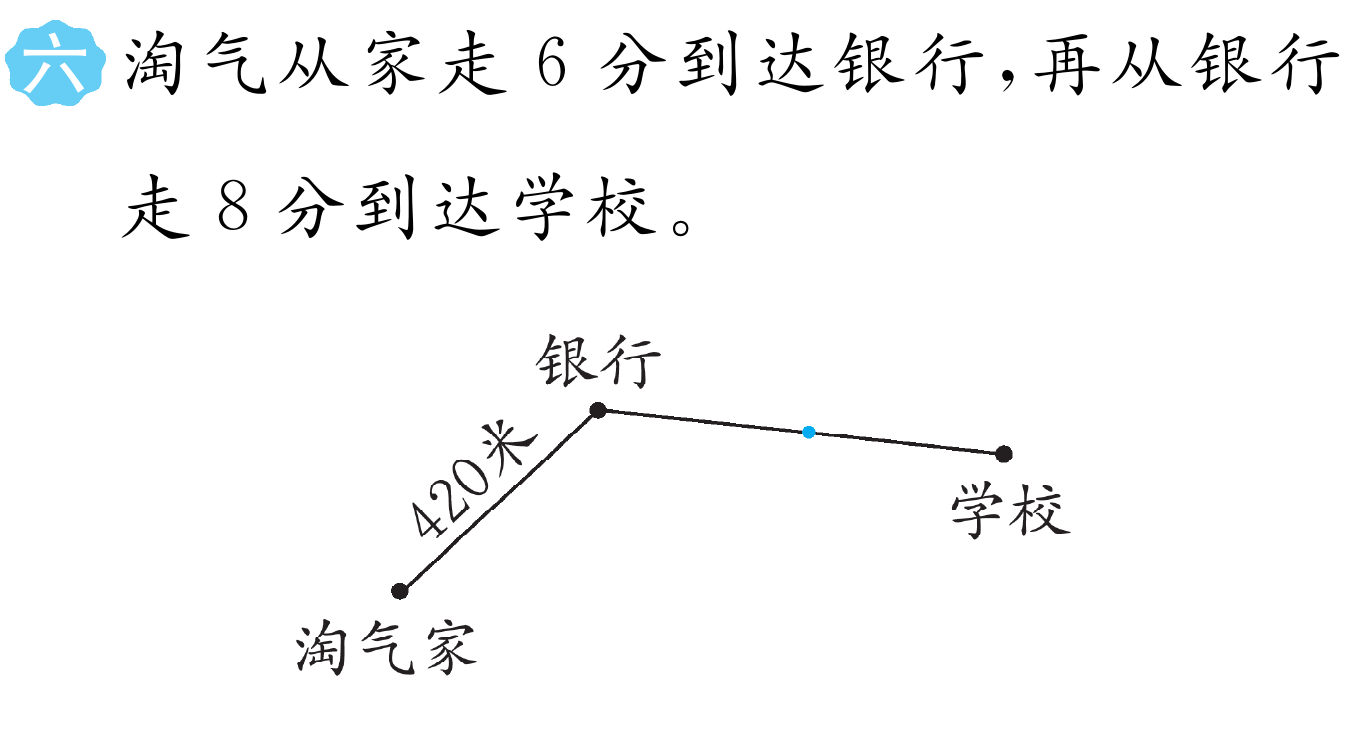 六 淘气从家走 6 分到达银行,再从银行
走 8 分到达学校。
银行
420米
学校
淘气家